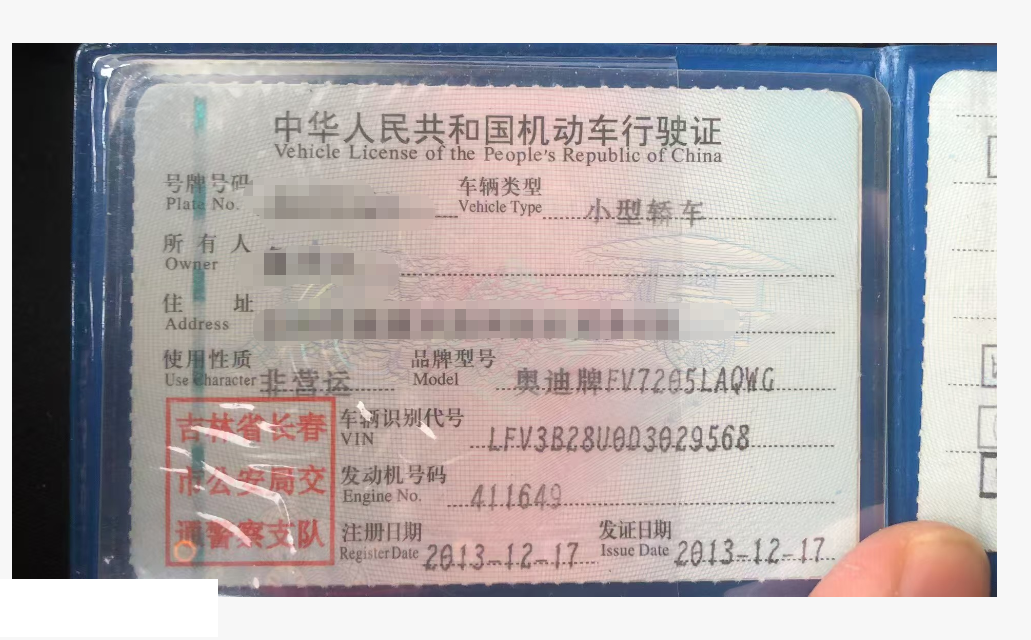 中华人民共和国机动车行驶证
Vehicle License of the People's Republic of China
号牌号码 车辆类型 小型轿车
Plate No. Vehicle Type
所有人
Owner
住址
Address
使用性质 非营运 品牌型号 奥迪牌FV7205LAQWG
Use Character Model
吉林省长春
市公安局交
通警察支队
车辆识别代号 LFV3B28U0D3029568
VIN
发动机号码 411649
Engine No.
注册日期 2013-12-17 发证日期 2013-12-17
Register Date Issue Date